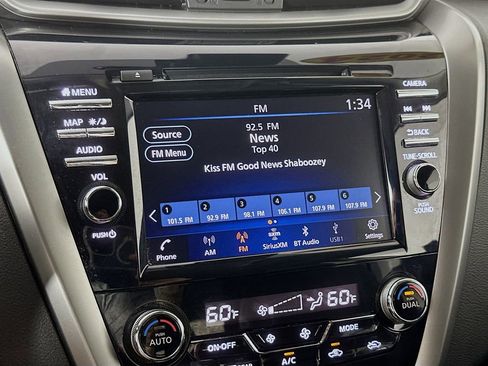 MENU
CAMERA
FM
1:34
MAP
Source
92.5 FM
News
Top 40
BACK
AUDIO
FM Menu
TUNE·SCROLL
Kiss FM Good News Shaboozey
VOL
PUSH SOUND
1 2 3 4 5 6
101.5 FM 92.9 FM 98.1 FM 106.1 FM 107.9 FM 107.9 FM
PUSH
Phone AM FM SiriusXM BT Audio USB1 Settings
60°F 60°F
PUSH AUTO
PUSH DUAL
ON·OFF
MODE
A/C